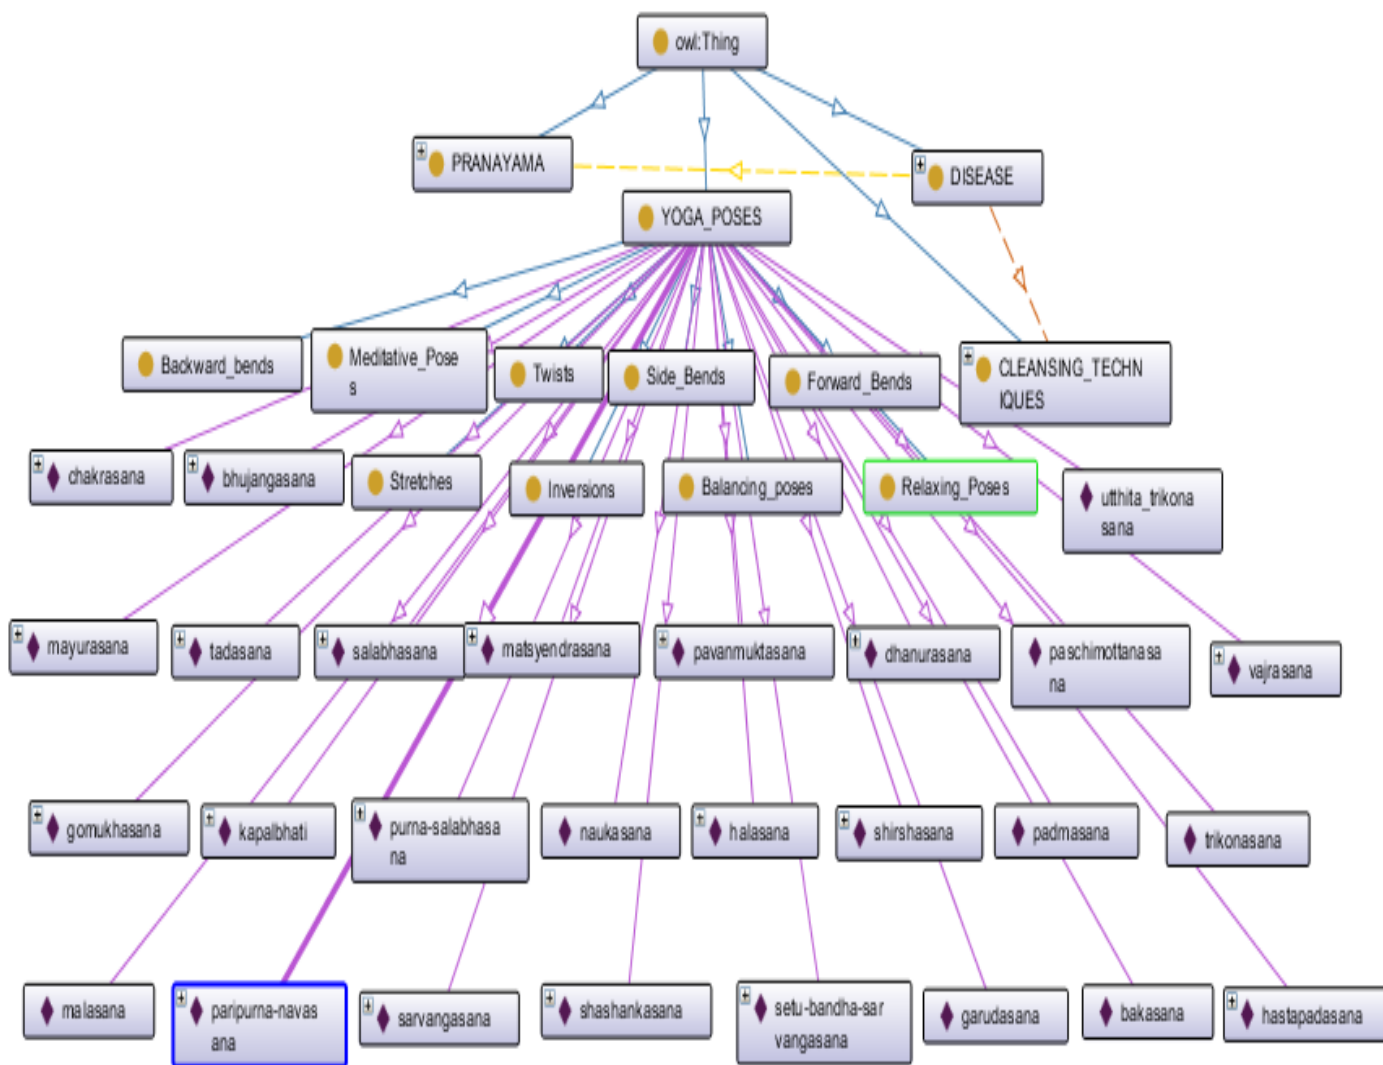 owl:Thing
PRANAYAMA
DISEASE
YOGA_POSES
Backward_bends
Meditative_Pose
s
Twists
Side_Bends
Forward_Bends
CLEANSING_TECHN
IQUES
chakrasana
bhujangasana
Stretches
Inversions
Balancing_poses
Relaxing_Poses
utthita_trikona
sana
mayurasana
tadasana
salabhasana
matsyendrasana
pavanmuktasana
dhanurasana
paschimottanasa
na
vajrasana
gomukhasana
kapalbhati
purna-salabhasa
na
naukasana
halasana
shirshasana
padmasana
trikonasana
malasana
paripurna-navas
ana
sarvangasana
shashankasana
setu-bandha-sar
vangasana
garudasana
bakasana
hastapadasana